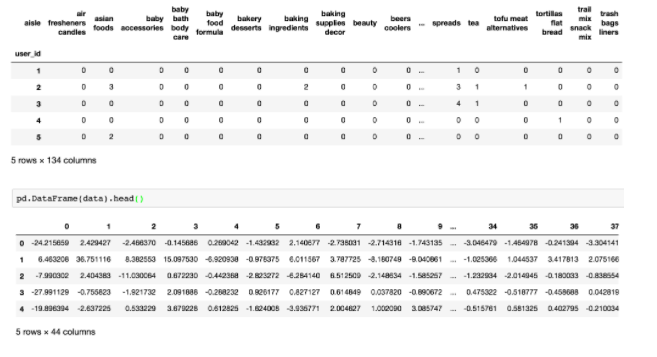 aisle air fresheners candles asian foods baby accessories baby bath body care baby food formula bakery desserts baking ingredients baking supplies decor beauty beers coolers ... spreads tea tofu meat alternatives tortillas flat bread trail mix snack mix trash bags liners
user_id
1 0 0 0 0 0 0 0 0 0 0 ... 1 0 0 0 0 0
2 0 3 0 0 0 0 2 0 0 0 ... 3 1 1 0 0 0
3 0 0 0 0 0 0 0 0 0 0 ... 4 1 0 0 0 0
4 0 0 0 0 0 0 0 0 0 0 ... 0 0 0 1 0 0
5 0 2 0 0 0 0 0 0 0 0 ... 0 0 0 0 0 0
5 rows × 134 columns
pd.DataFrame(data).head()
0 1 2 3 4 5 6 7 8 9 ... 34 35 36 37
0 -24.215659 2.429427 -2.466370 -0.145686 0.269042 -1.432932 2.140677 -2.738031 -2.714316 -1.743135 ... -3.046479 -1.464978 -0.241394 -3.304141
1 6.463208 36.751116 8.382553 15.097530 -6.920938 -0.978375 6.011567 3.787725 -8.180749 -9.040861 ... -1.025366 1.044537 3.417813 2.075166
2 -7.990302 2.404383 -11.030064 0.672230 -0.442368 -2.823272 -6.284140 6.512509 -2.148634 -1.585257 ... -1.232934 -2.014945 -0.180033 -0.838554
3 -27.991129 -0.755823 -1.921732 2.091888 -0.268232 0.926177 0.827127 0.614849 0.037820 -0.890672 ... 0.475322 -0.518777 -0.458688 0.042819
4 -19.896394 -2.637225 0.533229 3.679226 0.612825 -1.624008 -3.936771 2.004627 1.002090 3.085747 ... -0.515761 0.581325 0.402795 -0.210034
5 rows × 44 columns